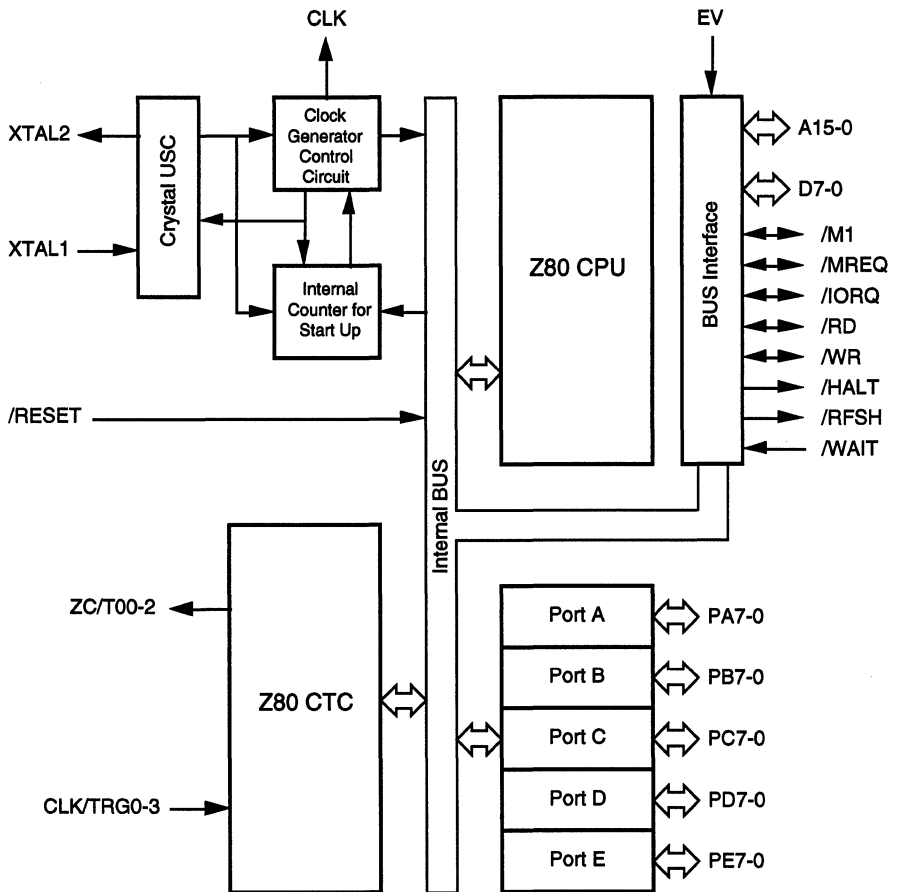 CLK
EV
XTAL2
XTAL1
Crystal USC
Clock
Generator
Control
Circuit
Internal
Counter for
Start Up
Z80 CPU
BUS Interface
A15-0
D7-0
/M1
/MREQ
/IORQ
/RD
/WR
/HALT
/RFSH
/WAIT
/RESET
Internal BUS
ZC/T00-2
Z80 CTC
CLK/TRG0-3
Port A
PA7-0
Port B
PB7-0
Port C
PC7-0
Port D
PD7-0
Port E
PE7-0